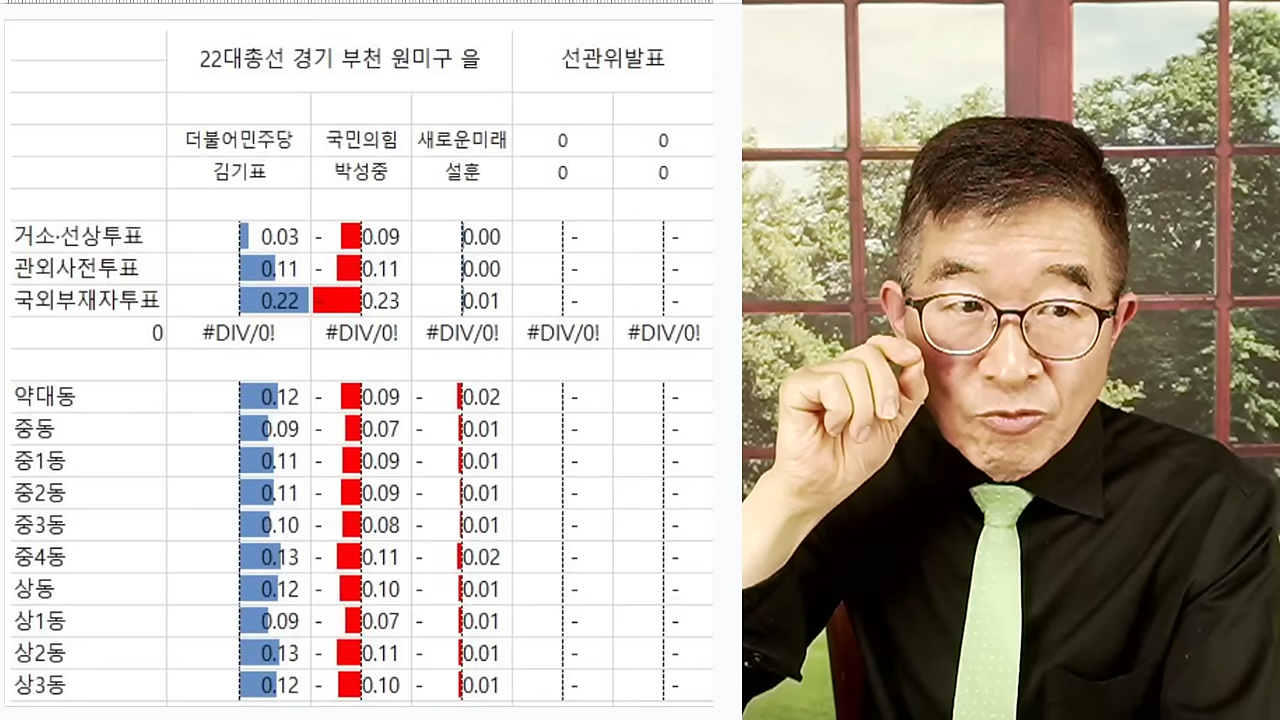 22대총선 경기 부천 원미구 을 선관위발표
더불어민주당 국민의힘 새로운미래 0 0
김기표 박성중 설훈 0 0
거소·선상투표 0.03 - 0.09 0.00 - -
관외사전투표 0.11 - 0.11 0.00 - -
국외부재자투표 0.22 - 0.23 0.01 - -
0 #DIV/0! #DIV/0! #DIV/0! #DIV/0! #DIV/0!
약대동 0.12 - 0.09 - 0.02 - -
중동 0.09 - 0.07 - 0.01 - -
중1동 0.11 - 0.09 - 0.01 - -
중2동 0.11 - 0.09 - 0.01 - -
중3동 0.10 - 0.08 - 0.01 - -
중4동 0.13 - 0.11 - 0.02 - -
상동 0.12 - 0.10 - 0.01 - -
상1동 0.09 - 0.07 - 0.01 - -
상2동 0.13 - 0.11 - 0.01 - -
상3동 0.12 - 0.10 - 0.01 - -